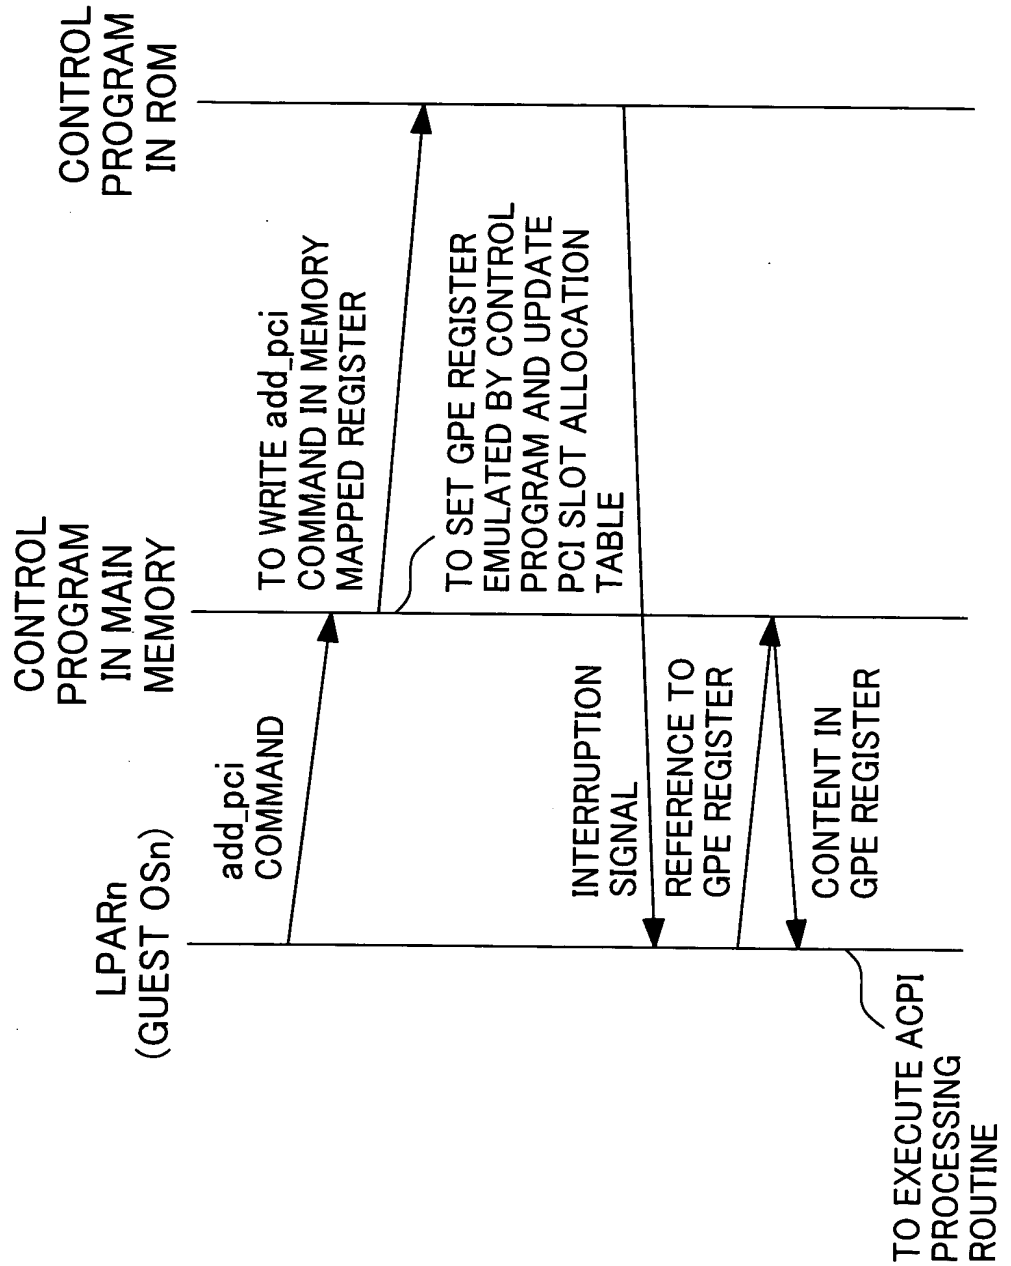 LPARn
(GUEST OSn)
CONTROL
PROGRAM
IN MAIN
MEMORY
CONTROL
PROGRAM
IN ROM
add_pci
COMMAND
TO WRITE add_pci
COMMAND IN MEMORY
MAPPED REGISTER
TO SET GPE REGISTER
EMULATED BY CONTROL
PROGRAM AND UPDATE
PCI SLOT ALLOCATION
TABLE
INTERRUPTION
SIGNAL
REFERENCE TO
GPE REGISTER
CONTENT IN
GPE REGISTER
TO EXECUTE ACPI
PROCESSING
ROUTINE